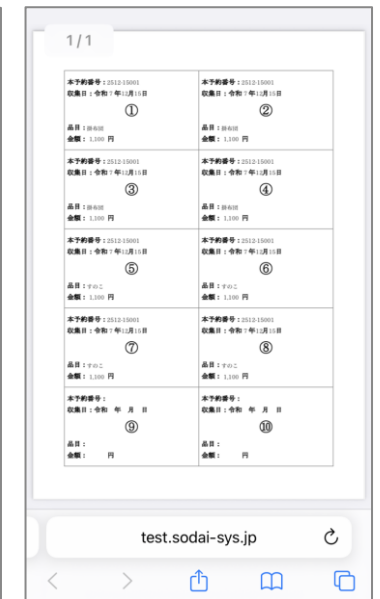 1/1
本予約番号：2512-15001
収集日：令和 7 年12月15日
①
品目：掛布団
金額： 1,100 円
本予約番号：2512-15001
収集日：令和 7 年12月15日
②
品目：掛布団
金額： 1,100 円
本予約番号：2512-15001
収集日：令和 7 年12月15日
③
品目：掛布団
金額： 1,100 円
本予約番号：2512-15001
収集日：令和 7 年12月15日
④
品目：掛布団
金額： 1,100 円
本予約番号：2512-15001
収集日：令和 7 年12月15日
⑤
品目：すのこ
金額： 1,100 円
本予約番号：2512-15001
収集日：令和 7 年12月15日
⑥
品目：すのこ
金額： 1,100 円
本予約番号：2512-15001
収集日：令和 7 年12月15日
⑦
品目：すのこ
金額： 1,100 円
本予約番号：2512-15001
収集日：令和 7 年12月15日
⑧
品目：すのこ
金額： 1,100 円
本予約番号：
収集日：令和 年 月 日
⑨
品目：
金額： 円
本予約番号：
収集日：令和 年 月 日
⑩
品目：
金額： 円
test.sodai-sys.jp